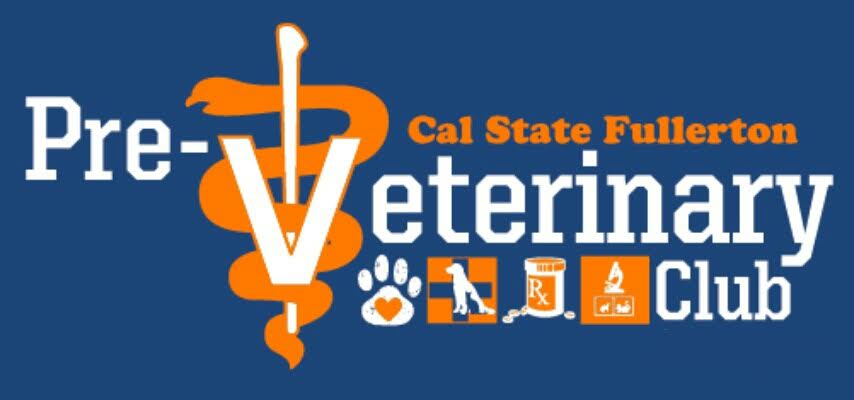 Pre-Veterinary
Cal State Fullerton
Rx
Club